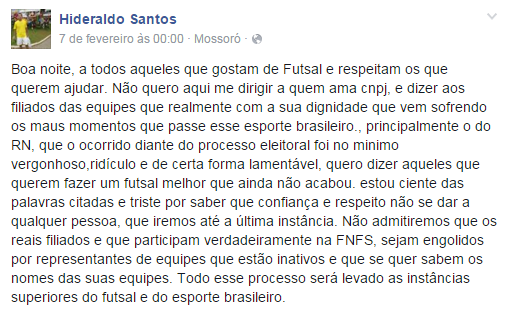 Hideraldo Santos
7 de fevereiro às 00:00 · Mossoró ·
Boa noite, a todos aqueles que gostam de Futsal e respeitam os que
querem ajudar. Não quero aqui me dirigir a quem ama cnpj, e dizer aos
filiados das equipes que realmente com a sua dignidade que vem sofrendo
os maus momentos que passe esse esporte brasileiro., principalmente o do
RN, que o ocorrido diante do processo eleitoral foi no minimo
vergonhoso,ridículo e de certa forma lamentável, quero dizer aqueles que
querem fazer um futsal melhor que ainda não acabou. estou ciente das
palavras citadas e triste por saber que confiança e respeito não se dar a
qualquer pessoa, que iremos até a última instância. Não admitiremos que os
reais filiados e que participam verdadeiramente na FNFS, sejam engolidos
por representantes de equipes que estão inativos e que se quer sabem os
nomes das suas equipes. Todo esse processo será levado as instâncias
superiores do futsal e do esporte brasileiro.